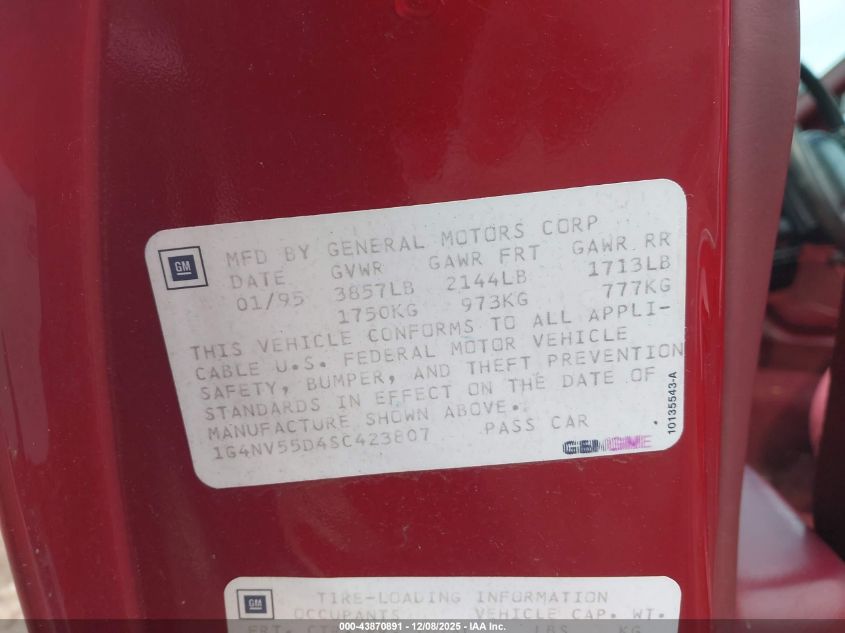 GM
MFD BY GENERAL MOTORS CORP
DATE GVWR GAWR FRT GAWR RR
01/95 3857LB 2144LB 1713LB
1750KG 973KG 777KG
THIS VEHICLE CONFORMS TO ALL APPLI-
CABLE U.S. FEDERAL MOTOR VEHICLE
SAFETY, BUMPER, AND THEFT PREVENTION
STANDARDS IN EFFECT ON THE DATE OF
MANUFACTURE SHOWN ABOVE.
1G4NV55D4SC423807 PASS CAR
10135543-A
GM
TIRE-LOADING INFORMATION
OCCUPANTS VEHICLE CAP. WT.
FRT. LBS KG
000-43870891 • 12/08/2025 - IAA Inc.